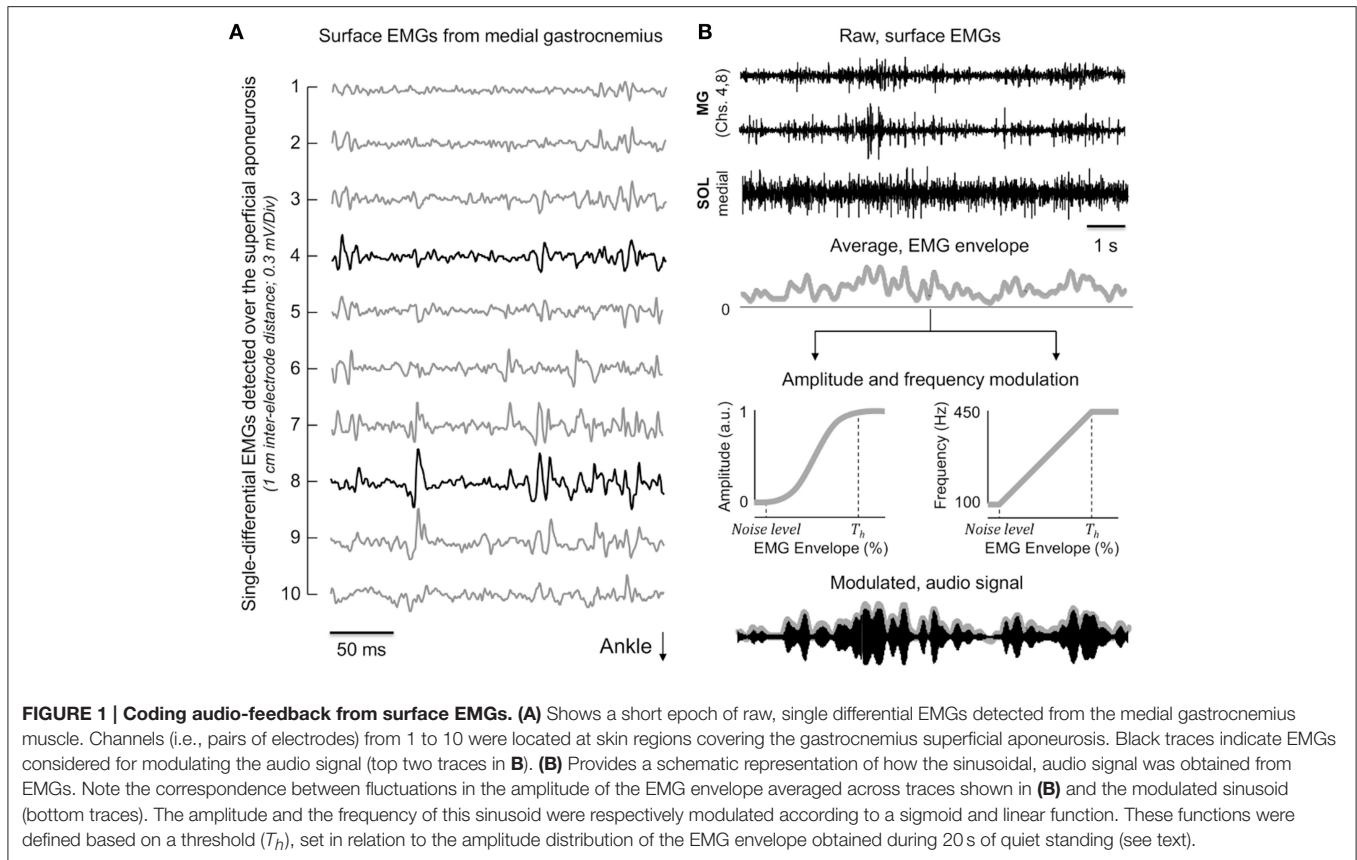 A
Surface EMGs from medial gastrocnemius
Single-differential EMGs detected over the superficial aponeurosis
(1 cm inter-electrode distance; 0.3 mV/Div)
1
2
3
4
5
6
7
8
9
10
50 ms
Ankle
B
Raw, surface EMGs
MG
(Chs. 4,8)
SOL
medial
1 s
Average, EMG envelope
0
Amplitude and frequency modulation
Amplitude (a.u.)
1
0
Noise level
T_h
EMG Envelope (%)
Frequency (Hz)
450
100
Noise level
T_h
EMG Envelope (%)
Modulated, audio signal
FIGURE 1 | Coding audio-feedback from surface EMGs. (A) Shows a short epoch of raw, single differential EMGs detected from the medial gastrocnemius
muscle. Channels (i.e., pairs of electrodes) from 1 to 10 were located at skin regions covering the gastrocnemius superficial aponeurosis. Black traces indicate EMGs
considered for modulating the audio signal (top two traces in B). (B) Provides a schematic representation of how the sinusoidal, audio signal was obtained from
EMGs. Note the correspondence between fluctuations in the amplitude of the EMG envelope averaged across traces shown in (B) and the modulated sinusoid
(bottom traces). The amplitude and the frequency of this sinusoid were respectively modulated according to a sigmoid and linear function. These functions were
defined based on a threshold (T_h), set in relation to the amplitude distribution of the EMG envelope obtained during 20 s of quiet standing (see text).